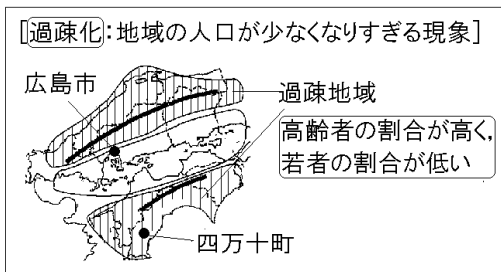 [過疎化:地域の人口が少なくなりすぎる現象]
広島市
過疎地域
高齢者の割合が高く,
若者の割合が低い
四万十町